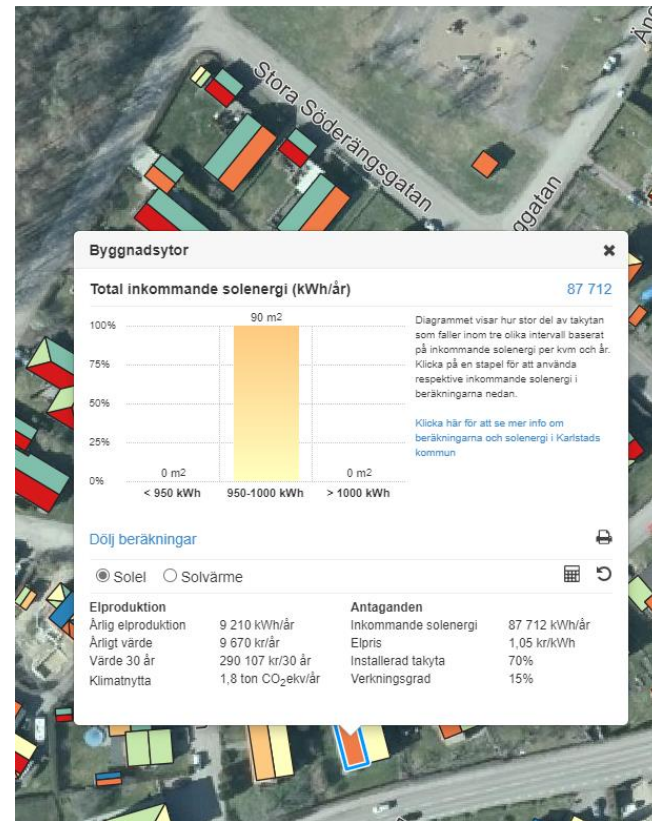 Stora Söderängsgatan
ggatan
Byggnadsytor
Total inkommande solenergi (kWh/år)
87 712
100%
75%
50%
25%
0%
0 m2
90 m2
0 m2
< 950 kWh
950-1000 kWh
> 1000 kWh
Diagrammet visar hur stor del av takytan
som faller inom tre olika intervall baserat
på inkommande solenergi per kvm och år.
Klicka på en stapel för att använda
respektive inkommande solenergi i
beräkningarna nedan.
Klicka här för att se mer info om
beräkningarna och solenergi i Karlstads
kommun
Dölj beräkningar
Solel
Solvärme
Elproduktion
Årlig elproduktion 9 210 kWh/år
Årligt värde 9 670 kr/år
Värde 30 år 290 107 kr/30 år
Klimatnytta 1,8 ton CO₂ekv/år
Antaganden
Inkommande solenergi 87 712 kWh/år
Elpris 1,05 kr/kWh
Installerad takyta 70%
Verkningsgrad 15%